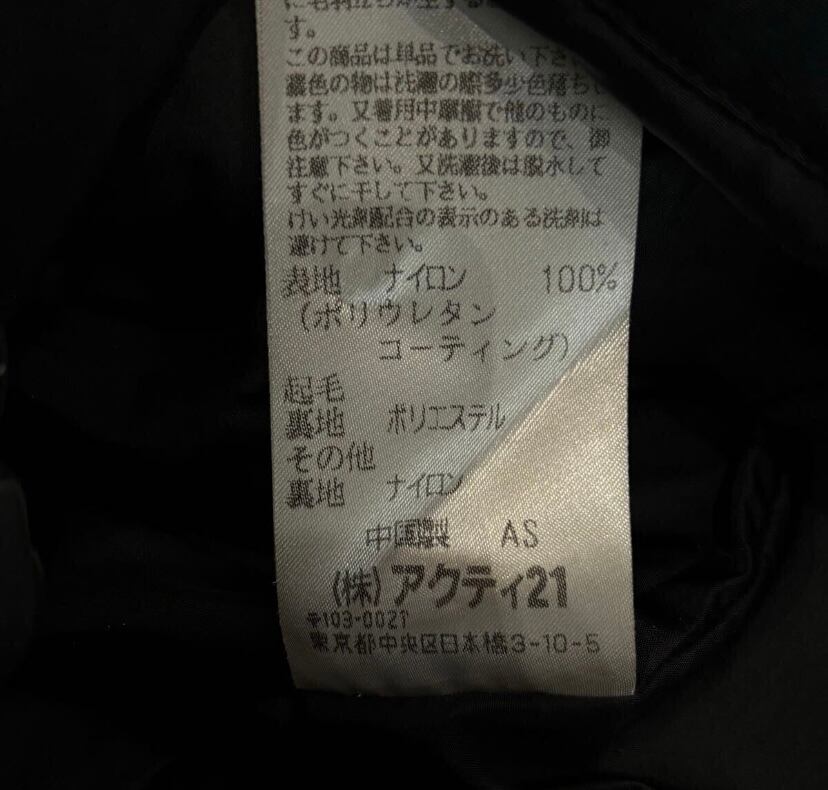 す。
この商品は単品でお洗い下さい
濃色の物は洗濯の際多少色落ちし
ます。又着用中摩擦で他のものに
色がつくことがありますので、御
注意下さい。又洗濯後は脱水して
すぐに干して下さい。
けい光剤配合の表示のある洗剤は
避けて下さい。
表地 ナイロン 100%
(ポリウレタン
コーティング)
起毛
裏地 ポリエステル
その他
裏地 ナイロン
中国製 AS
(株)アクティ21
〒103-0021
東京都中央区日本橋3-10-5